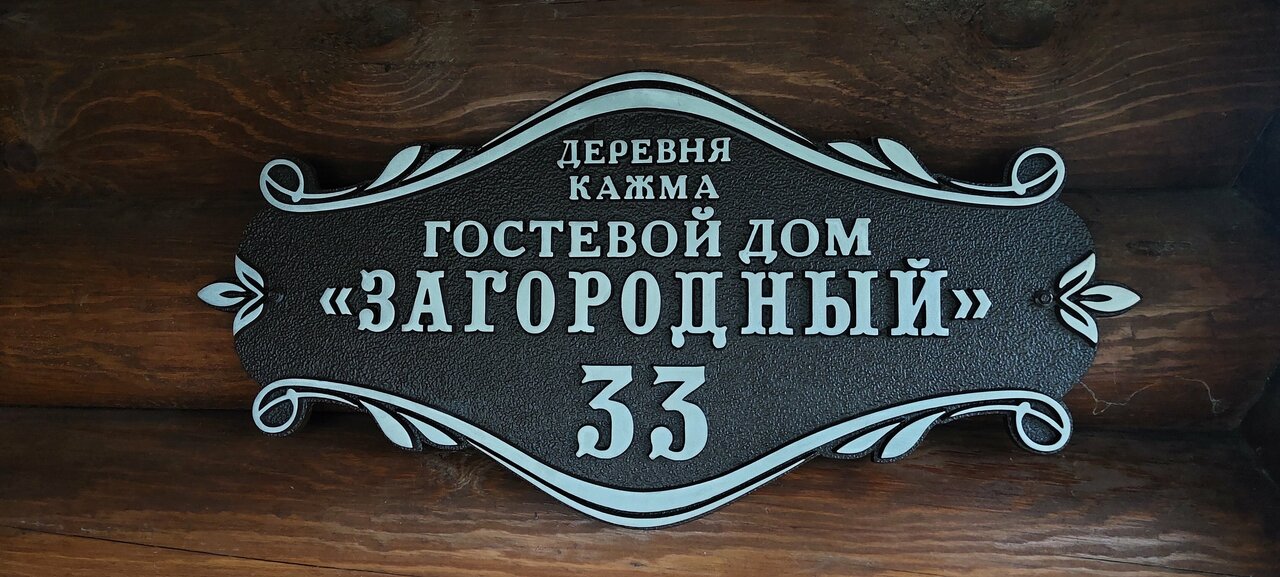 ДЕРЕВНЯ
КАЖМА
ГОСТЕВОЙ ДОМ
«ЗАГОРОДНЫЙ»
33